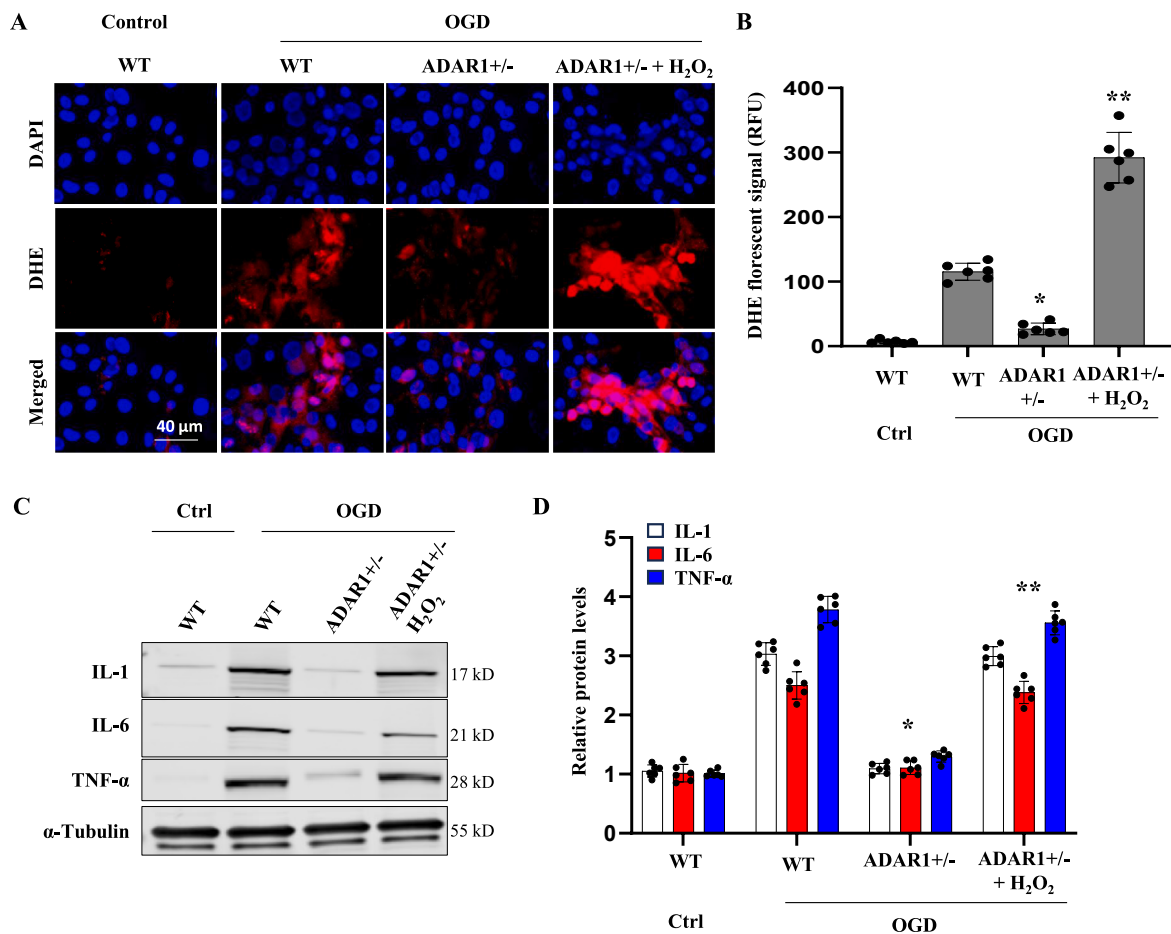 A
Control
OGD
WT
WT
ADAR1+/-
ADAR1+/- + H₂O₂
DAPI
DHE
Merged
40 µm
B
DHE florescent signal (RFU)
400
300
200
100
0
*
**
WT
WT
ADAR1
+/-
ADAR1+/-
+ H₂O₂
Ctrl
OGD
C
Ctrl
OGD
WT
WT
ADAR1+/-
ADAR1+/-
H₂O₂
IL-1
17 kD
IL-6
21 kD
TNF-α
28 kD
α-Tubulin
55 kD
D
IL-1
IL-6
TNF-α
Relative protein levels
5
4
3
2
1
0
*
**
WT
WT
ADAR1+/-
ADAR1+/-
+ H₂O₂
Ctrl
OGD